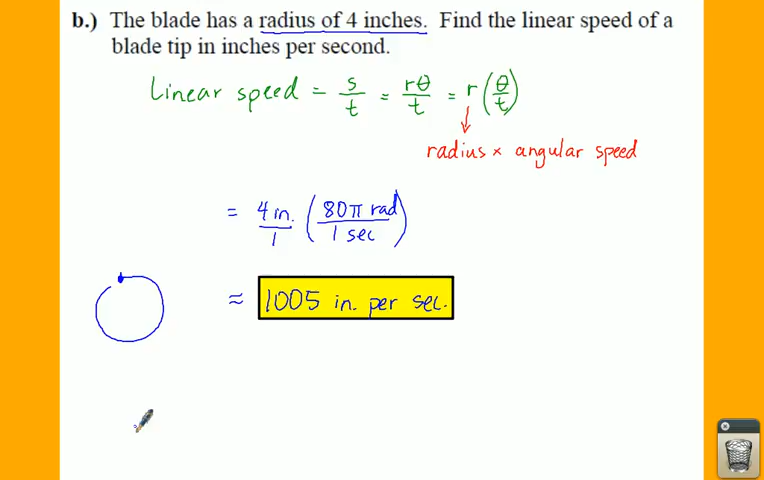 b.) The blade has a radius of 4 inches. Find the linear speed of a
blade tip in inches per second.
Linear speed = s/t = rθ/t = r(θ/t)
radius × angular speed
= 4 in./1 (80π rad/1 sec)
≈ 1005 in. per sec.